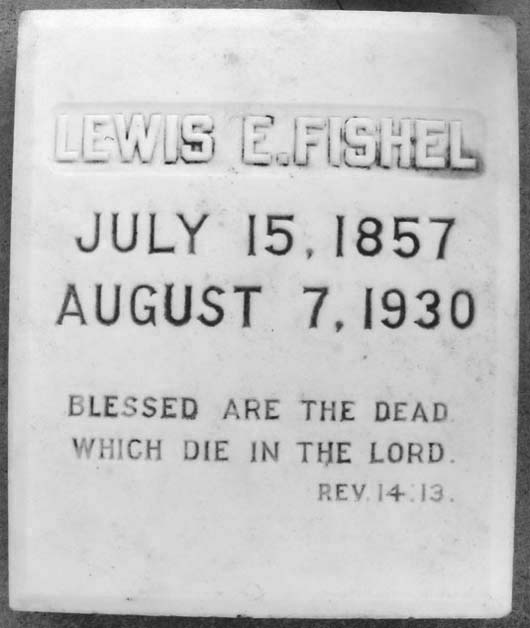 LEWIS E. FISHEL
JULY 15, 1857
AUGUST 7, 1930
BLESSED ARE THE DEAD
WHICH DIE IN THE LORD.
REV. 14:13.